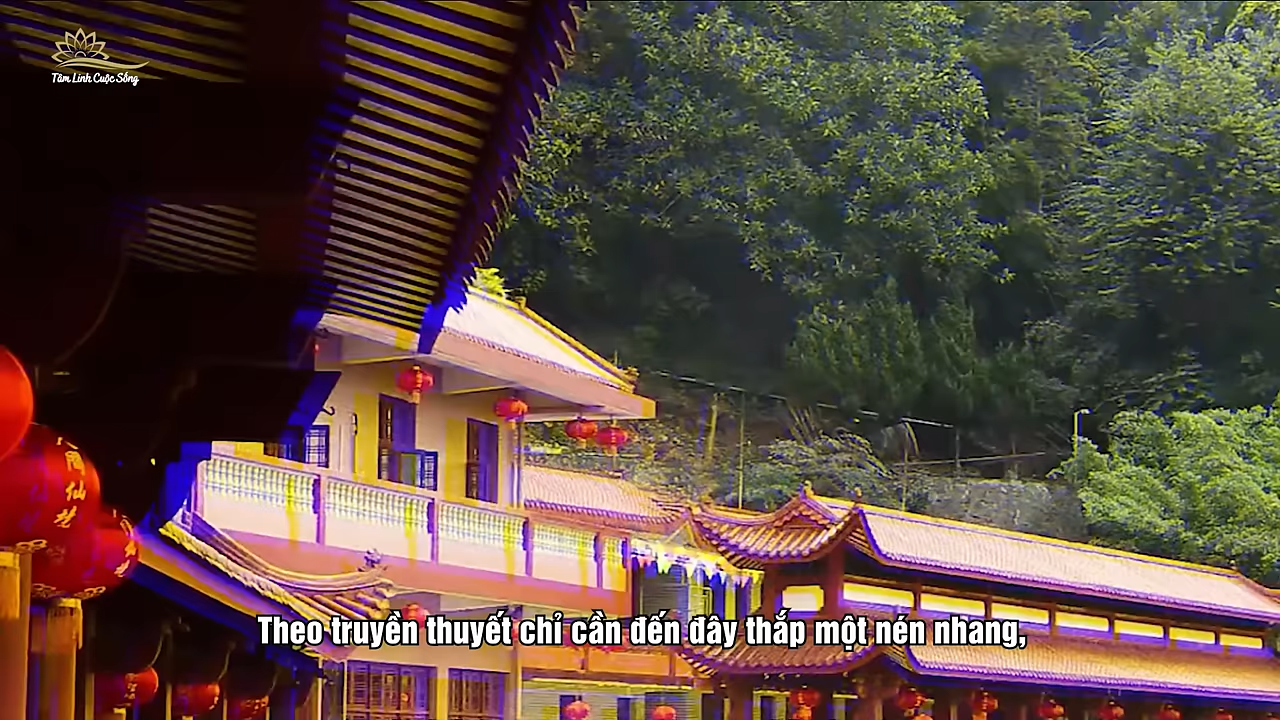 Tâm Linh Cuộc Sống
Theo truyền thuyết chỉ cần đến đây thắp một nén nhang,